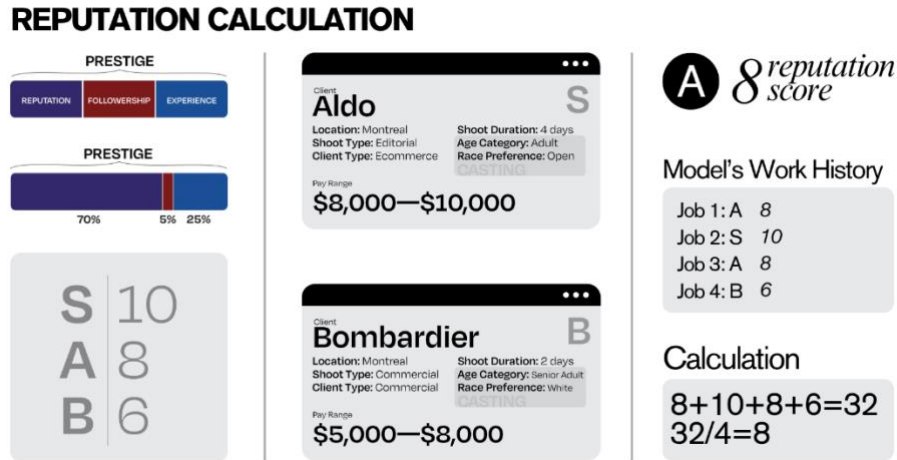 REPUTATION CALCULATION
PRESTIGE
REPUTATION FOLLOWERSHIP EXPERIENCE
PRESTIGE
70% 5% 25%
S 10
A 8
B 6
Client
Aldo S
Location: Montreal Shoot Duration: 4 days
Shoot Type: Editorial Age Category: Adult
Client Type: Ecommerce Race Preference: Open
CASTING
Pay Range
$8,000—$10,000
Client
Bombardier B
Location: Montreal Shoot Duration: 2 days
Shoot Type: Commercial Age Category: Senior Adult
Client Type: Commercial Race Preference: White
CASTING
Pay Range
$5,000—$8,000
A 8 reputation
score
Model's Work History
Job 1: A 8
Job 2: S 10
Job 3: A 8
Job 4: B 6
Calculation
8+10+8+6=32
32/4=8